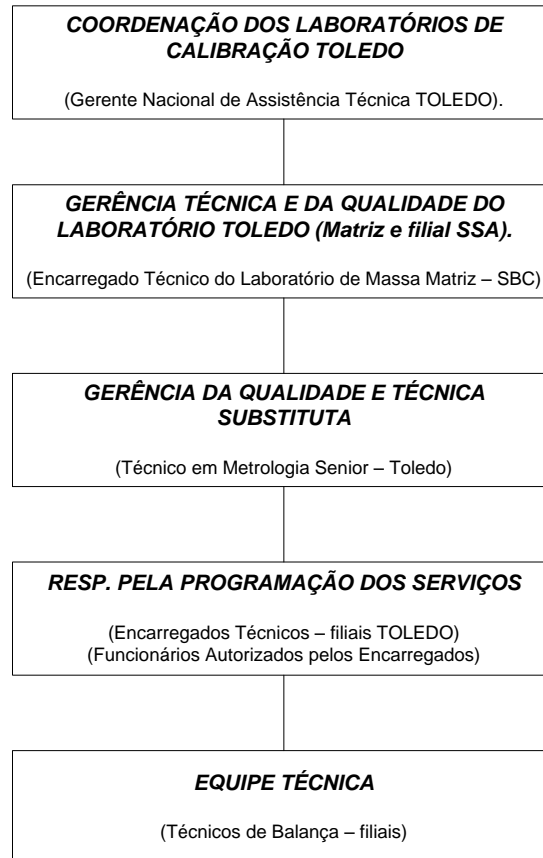 COORDENAÇÃO DOS LABORATÓRIOS DE
CALIBRAÇÃO TOLEDO
(Gerente Nacional de Assistência Técnica TOLEDO).
GERÊNCIA TÉCNICA E DA QUALIDADE DO
LABORATÓRIO TOLEDO (Matriz e filial SSA).
(Encarregado Técnico do Laboratório de Massa Matriz – SBC)
GERÊNCIA DA QUALIDADE E TÉCNICA
SUBSTITUTA
(Técnico em Metrologia Senior – Toledo)
RESP. PELA PROGRAMAÇÃO DOS SERVIÇOS
(Encarregados Técnicos – filiais TOLEDO)
(Funcionários Autorizados pelos Encarregados)
EQUIPE TÉCNICA
(Técnicos de Balança – filiais)